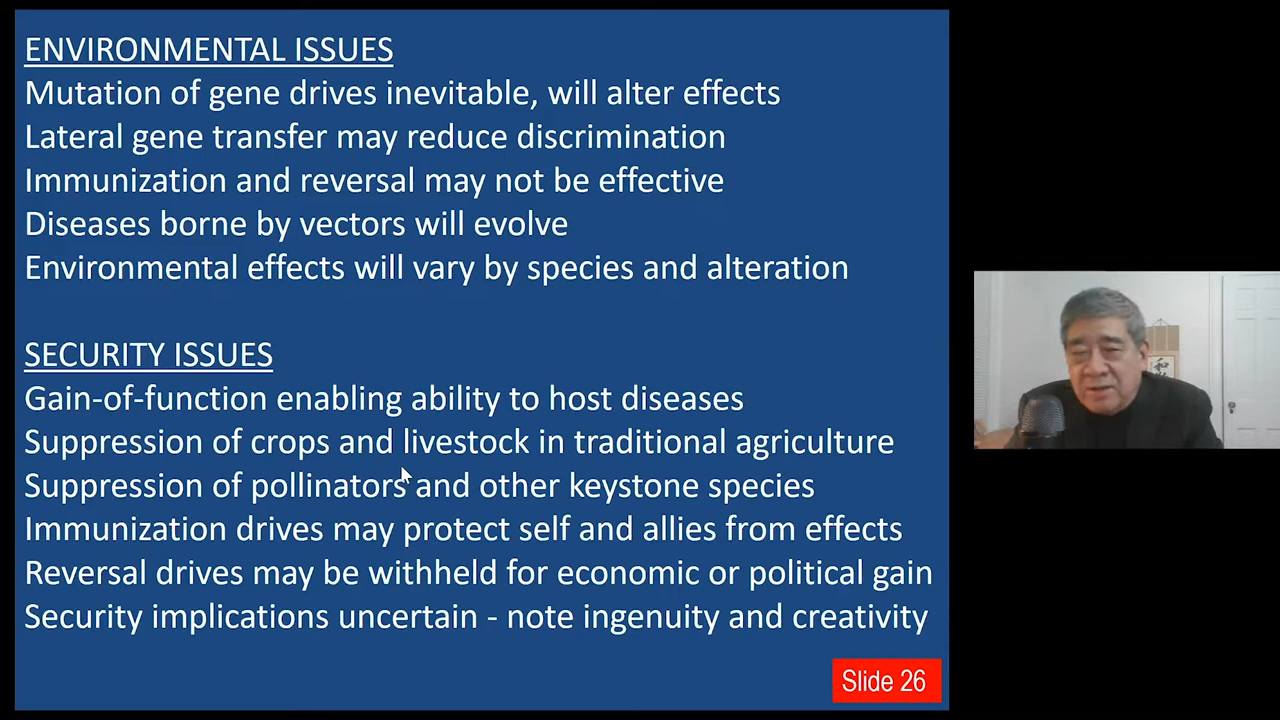 ENVIRONMENTAL ISSUES
Mutation of gene drives inevitable, will alter effects
Lateral gene transfer may reduce discrimination
Immunization and reversal may not be effective
Diseases borne by vectors will evolve
Environmental effects will vary by species and alteration
SECURITY ISSUES
Gain-of-function enabling ability to host diseases
Suppression of crops and livestock in traditional agriculture
Suppression of pollinators and other keystone species
Immunization drives may protect self and allies from effects
Reversal drives may be withheld for economic or political gain
Security implications uncertain - note ingenuity and creativity
Slide 26